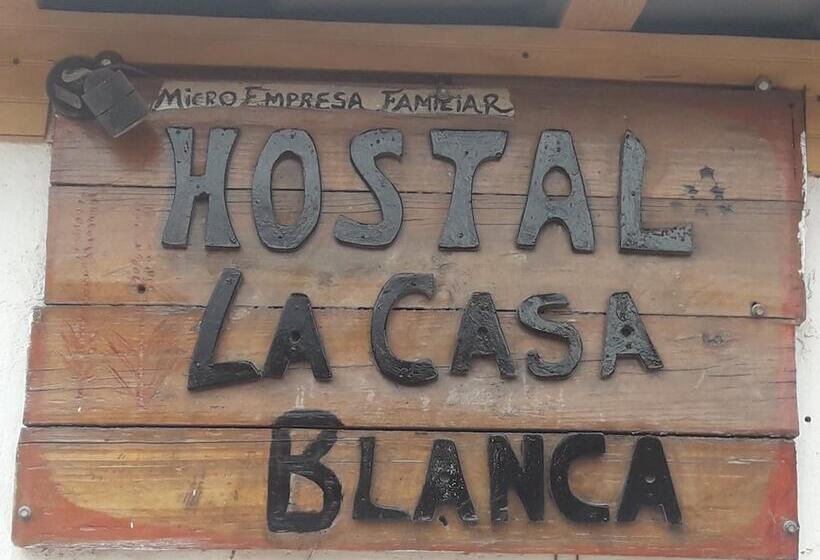 MICRO EMPRESA FAMILIAR
HOSTAL
LA CASA
BLANCA